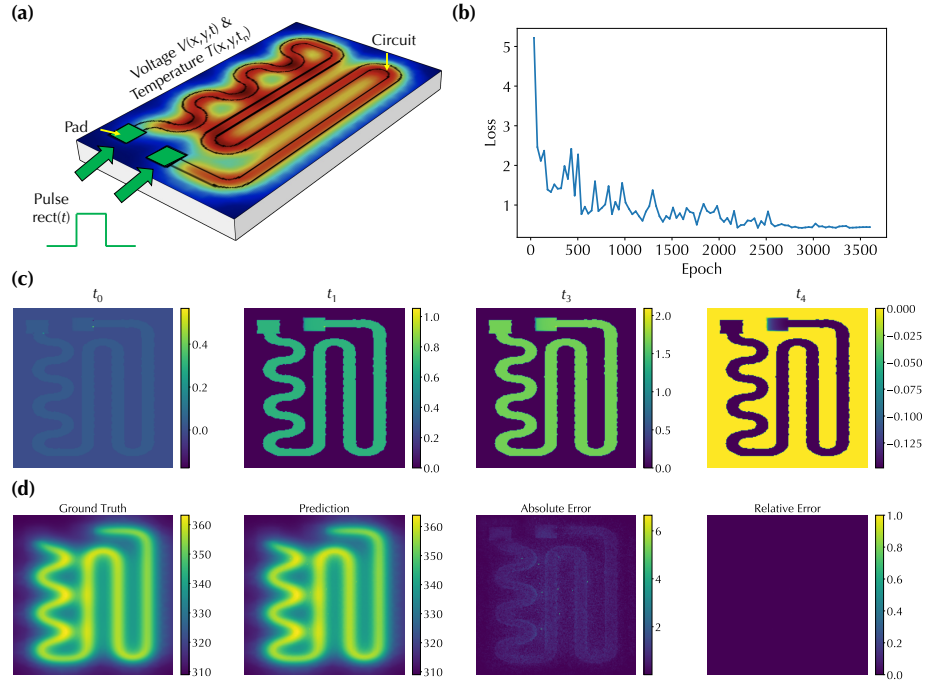 (a)
Voltage V(x,y,t) &
Temperature T(x,y,tₙ)
Circuit
Pad
Pulse
rect(t)
(b)
Loss
5
4
3
2
1
0
500
1000
1500
2000
2500
3000
3500
Epoch
(c)
t₀
0.4
0.2
0.0
t₁
1.0
0.8
0.6
0.4
0.2
0.0
t₃
2.0
1.5
1.0
0.5
0.0
t₄
0.000
−0.025
−0.050
−0.075
−0.100
−0.125
(d)
Ground Truth
360
350
340
330
320
310
Prediction
360
350
340
330
320
310
Absolute Error
6
4
2
Relative Error
1.0
0.8
0.6
0.4
0.2
0.0